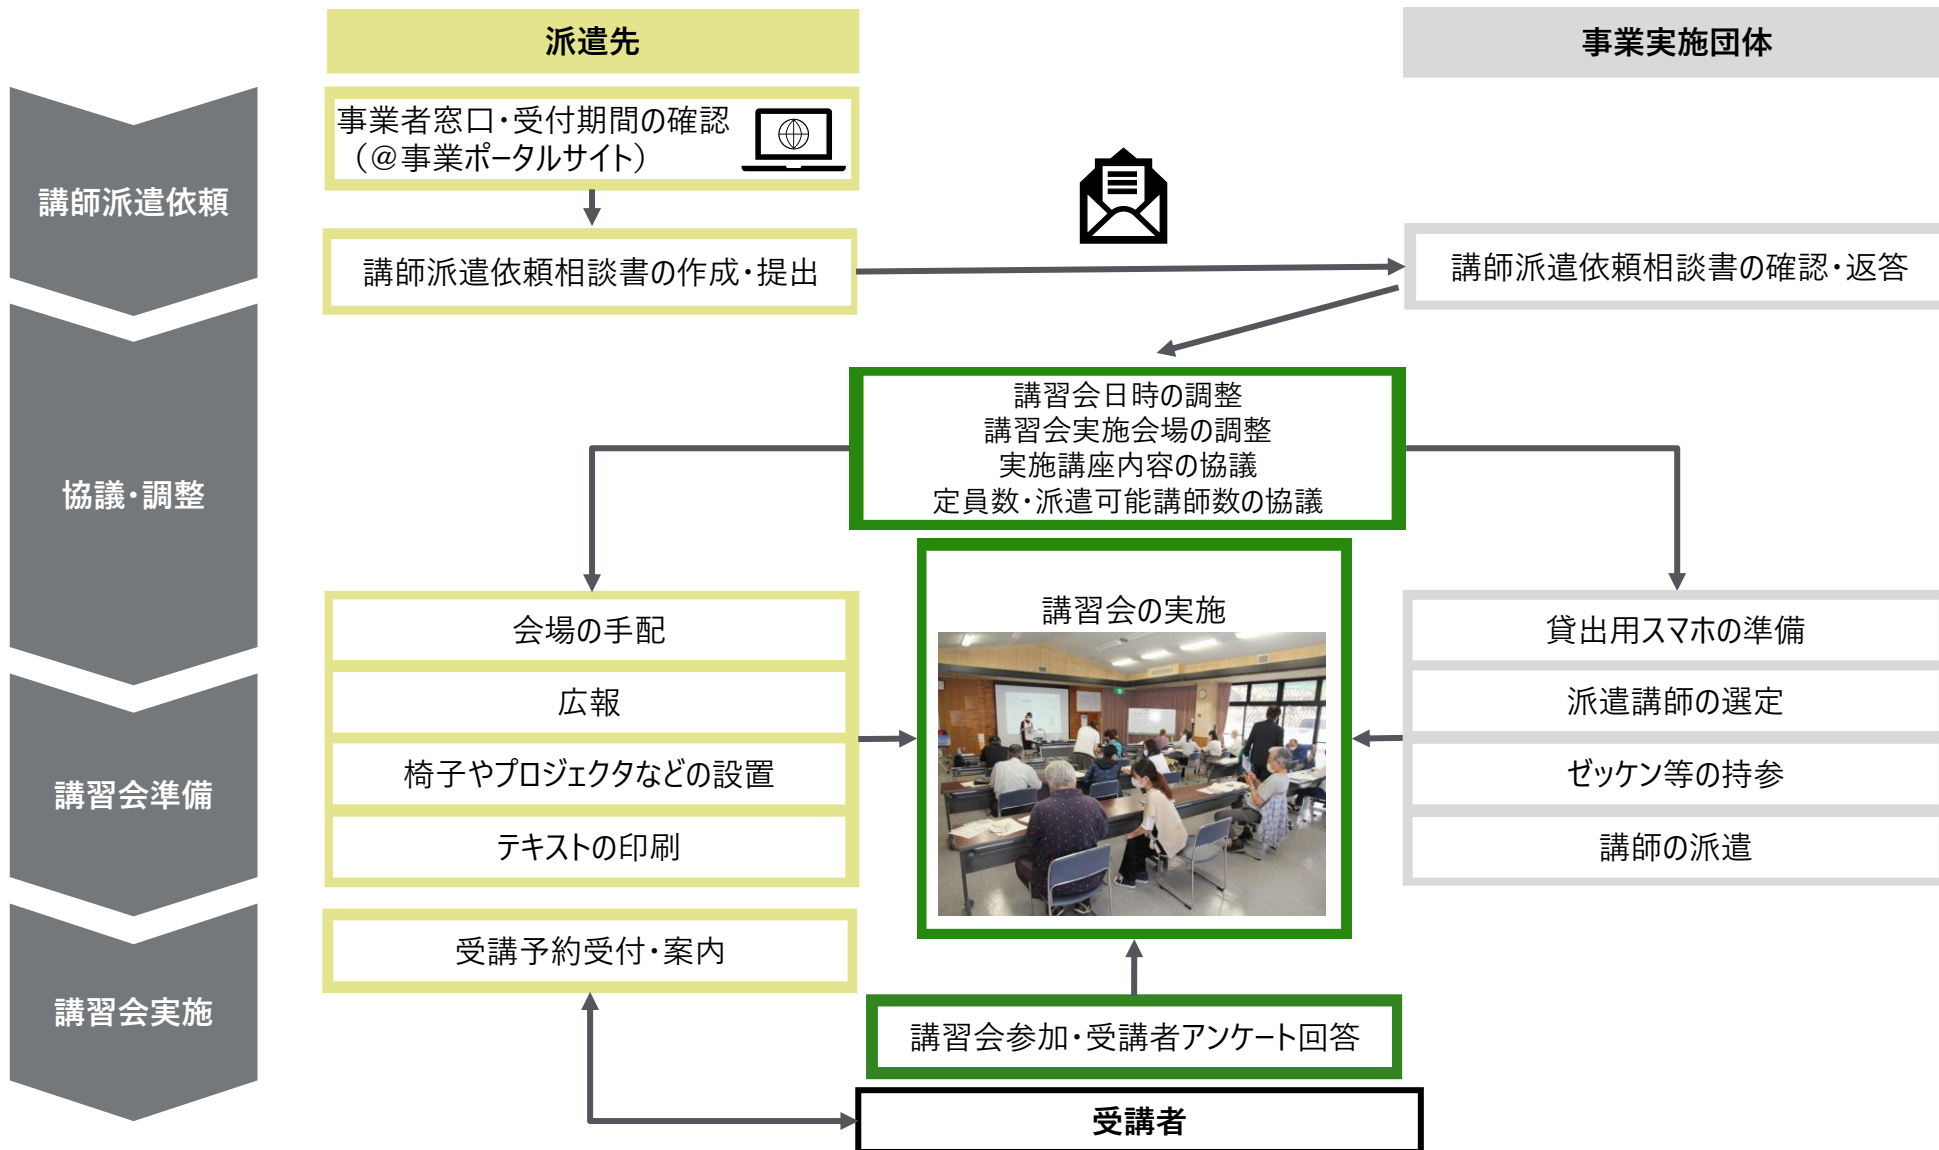 派遣先
事業実施団体
講師派遣依頼
事業者窓口・受付期間の確認
(@事業ポータルサイト)
講師派遣依頼相談書の作成・提出
講師派遣依頼相談書の確認・返答
協議・調整
講習会日時の調整
講習会実施会場の調整
実施講座内容の協議
定員数・派遣可能講師数の協議
講習会準備
会場の手配
広報
椅子やプロジェクタなどの設置
テキストの印刷
講習会の実施
貸出用スマホの準備
派遣講師の選定
ゼッケン等の持参
講師の派遣
講習会実施
受講予約受付・案内
講習会参加・受講者アンケート回答
受講者